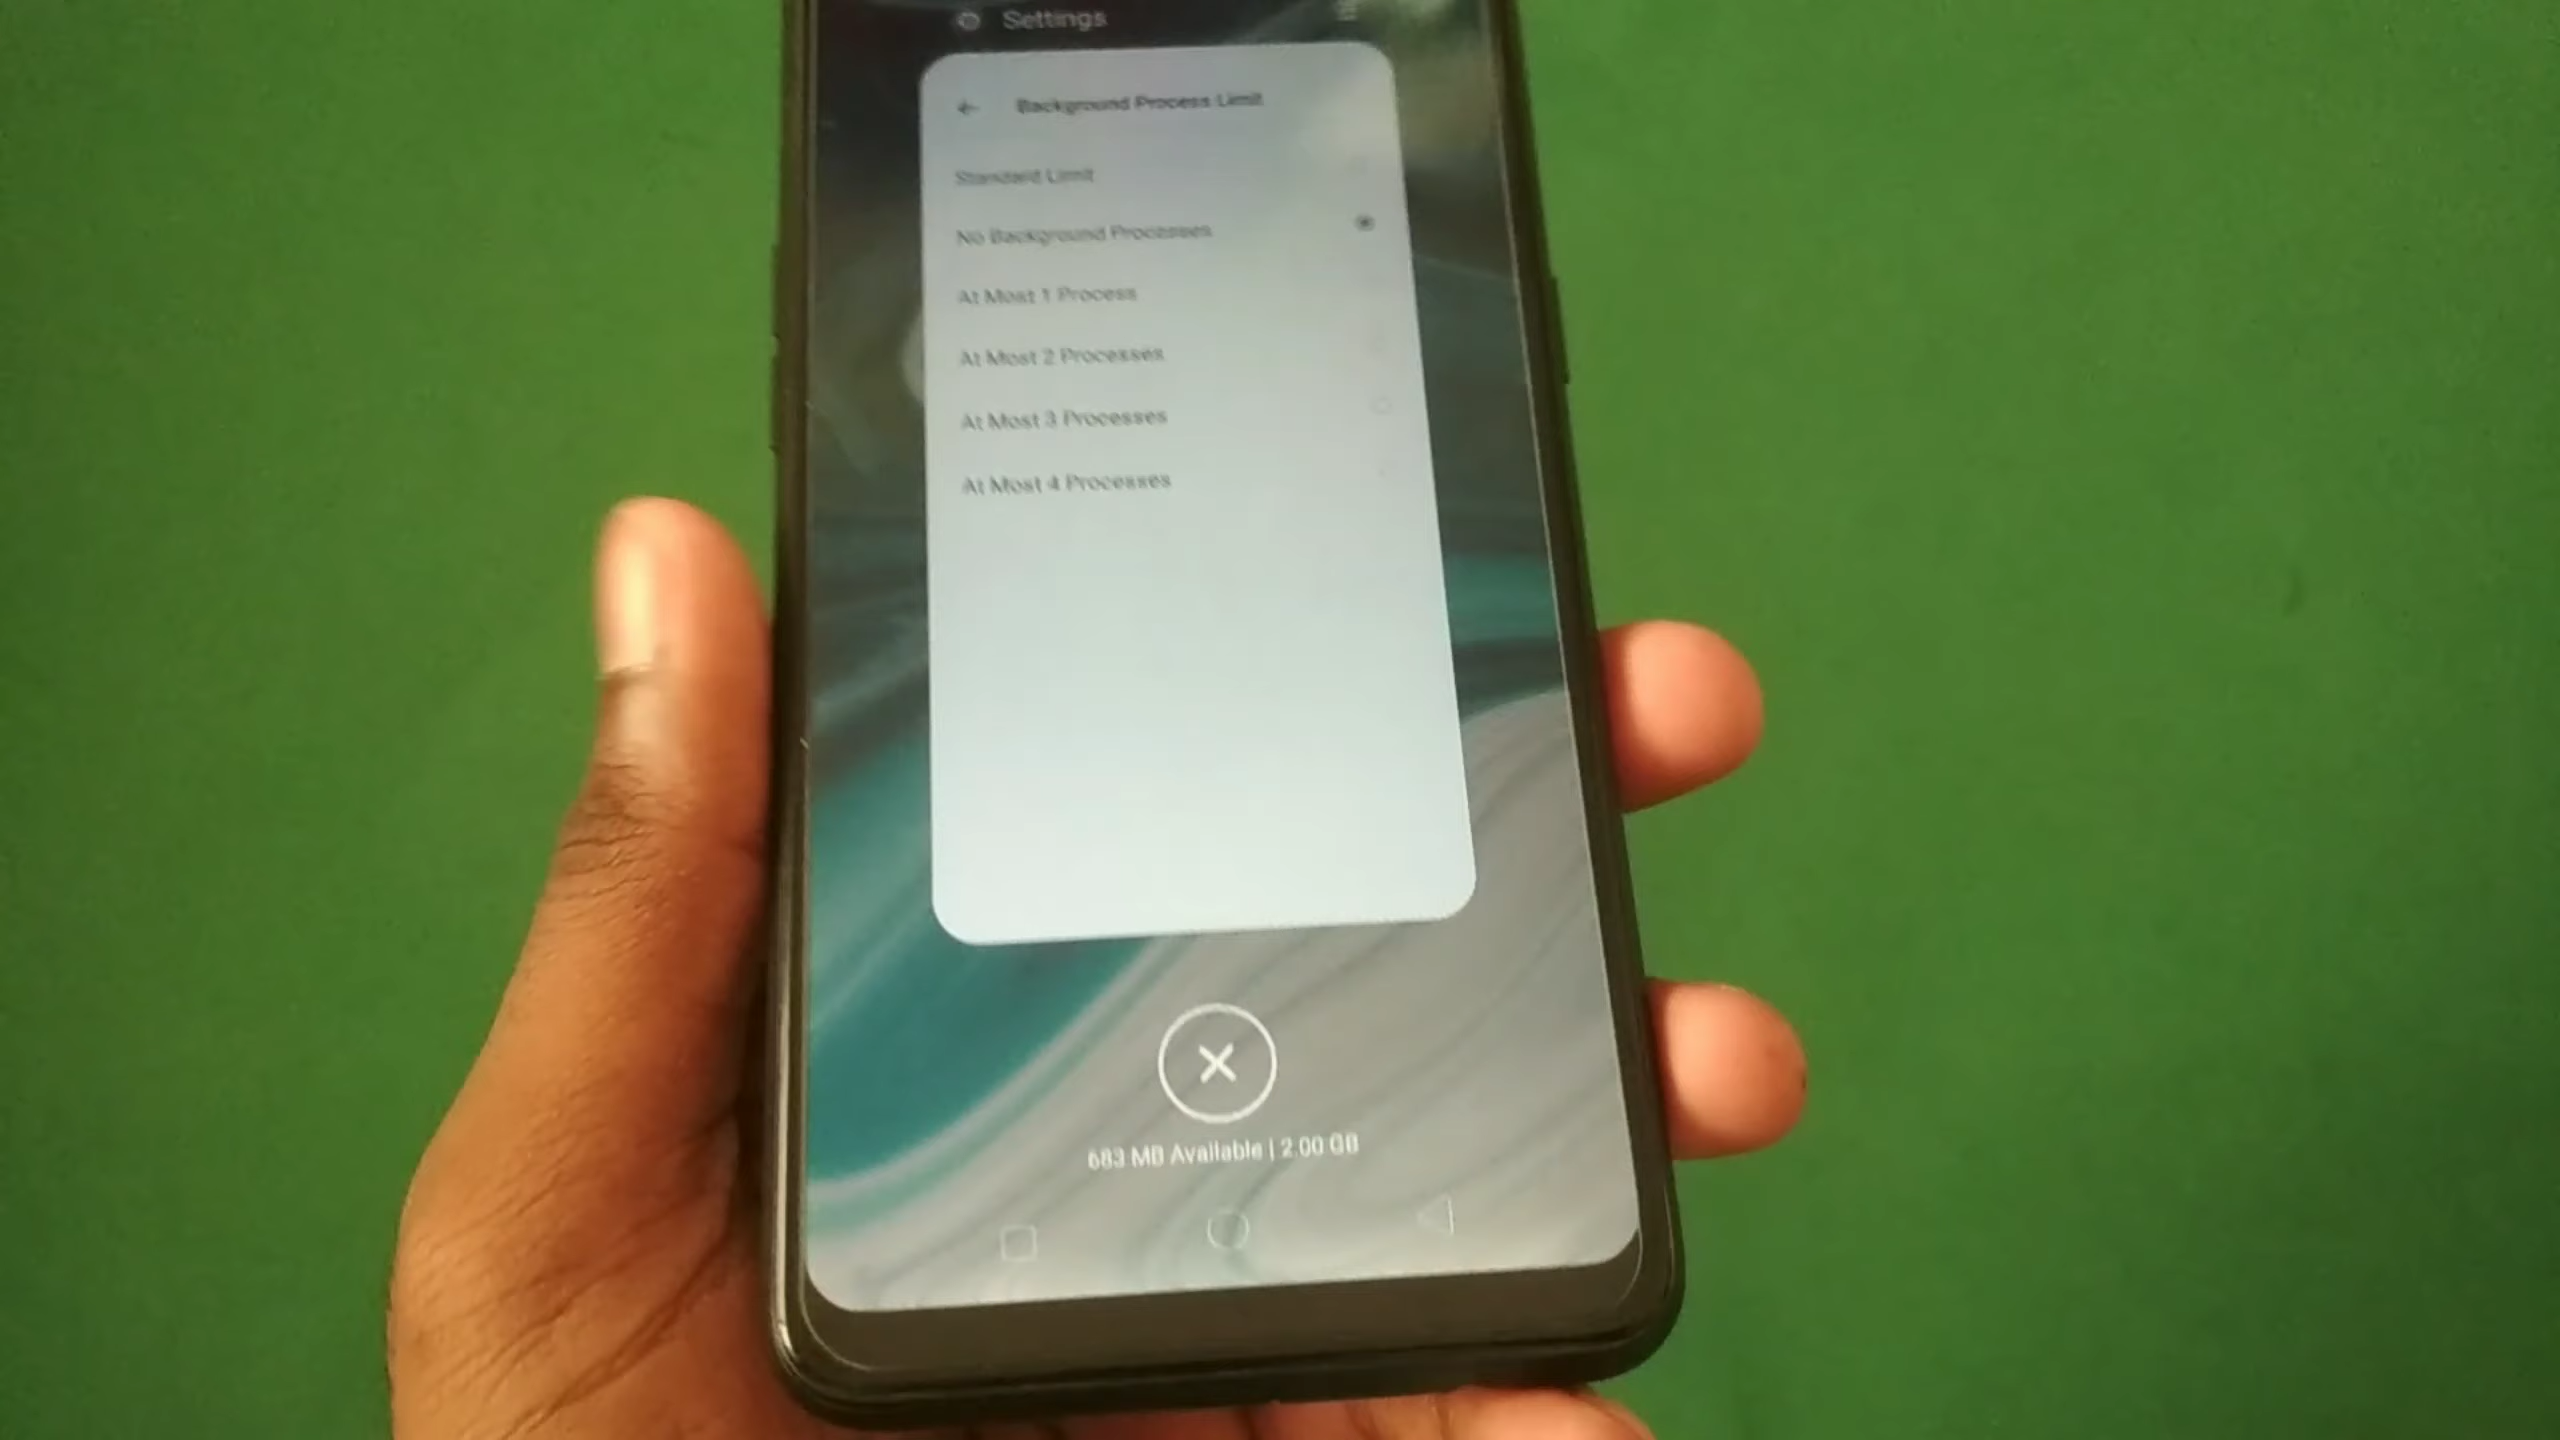 Settings
Background Process Limit
Standard Limit
No Background Processes
At Most 1 Process
At Most 2 Processes
At Most 3 Processes
At Most 4 Processes
683 MB Available | 2.00 GB